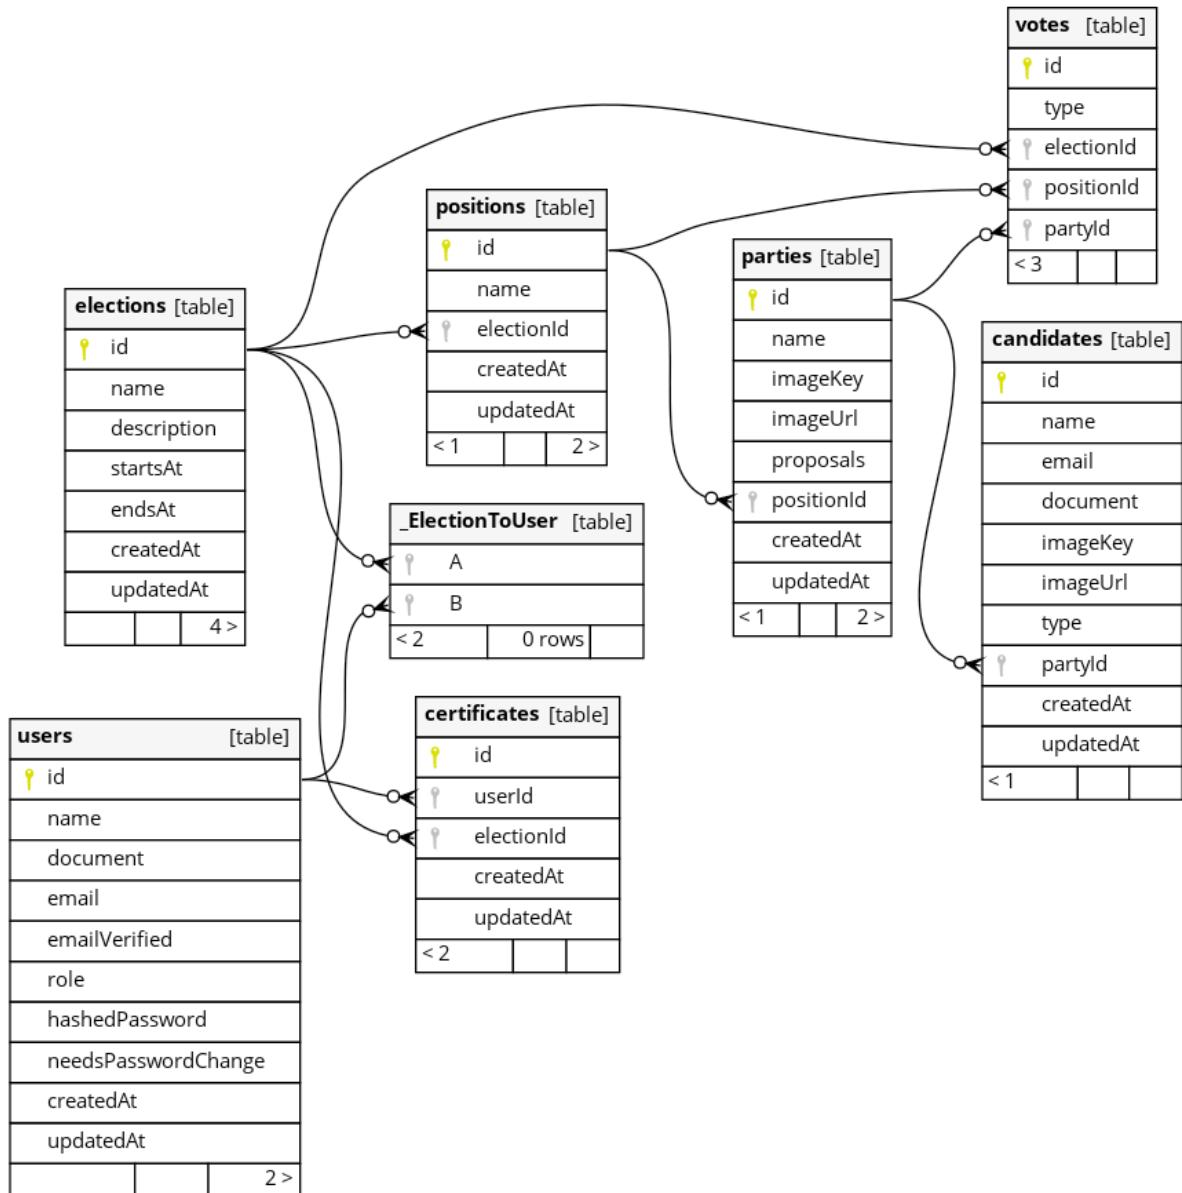 votes [table]
id
type
electionId
positionId
partyId
< 3
positions [table]
id
name
electionId
createdAt
updatedAt
< 1 2 >
parties [table]
id
name
imageKey
imageUrl
proposals
positionId
createdAt
updatedAt
< 1 2 >
elections [table]
id
name
description
startsAt
endsAt
createdAt
updatedAt
4 >
candidates [table]
id
name
email
document
imageKey
imageUrl
type
partyId
createdAt
updatedAt
< 1
_ElectionToUser [table]
A
B
< 2 0 rows
certificates [table]
id
userId
electionId
createdAt
updatedAt
< 2
users [table]
id
name
document
email
emailVerified
role
hashedPassword
needsPasswordChange
createdAt
updatedAt
2 >